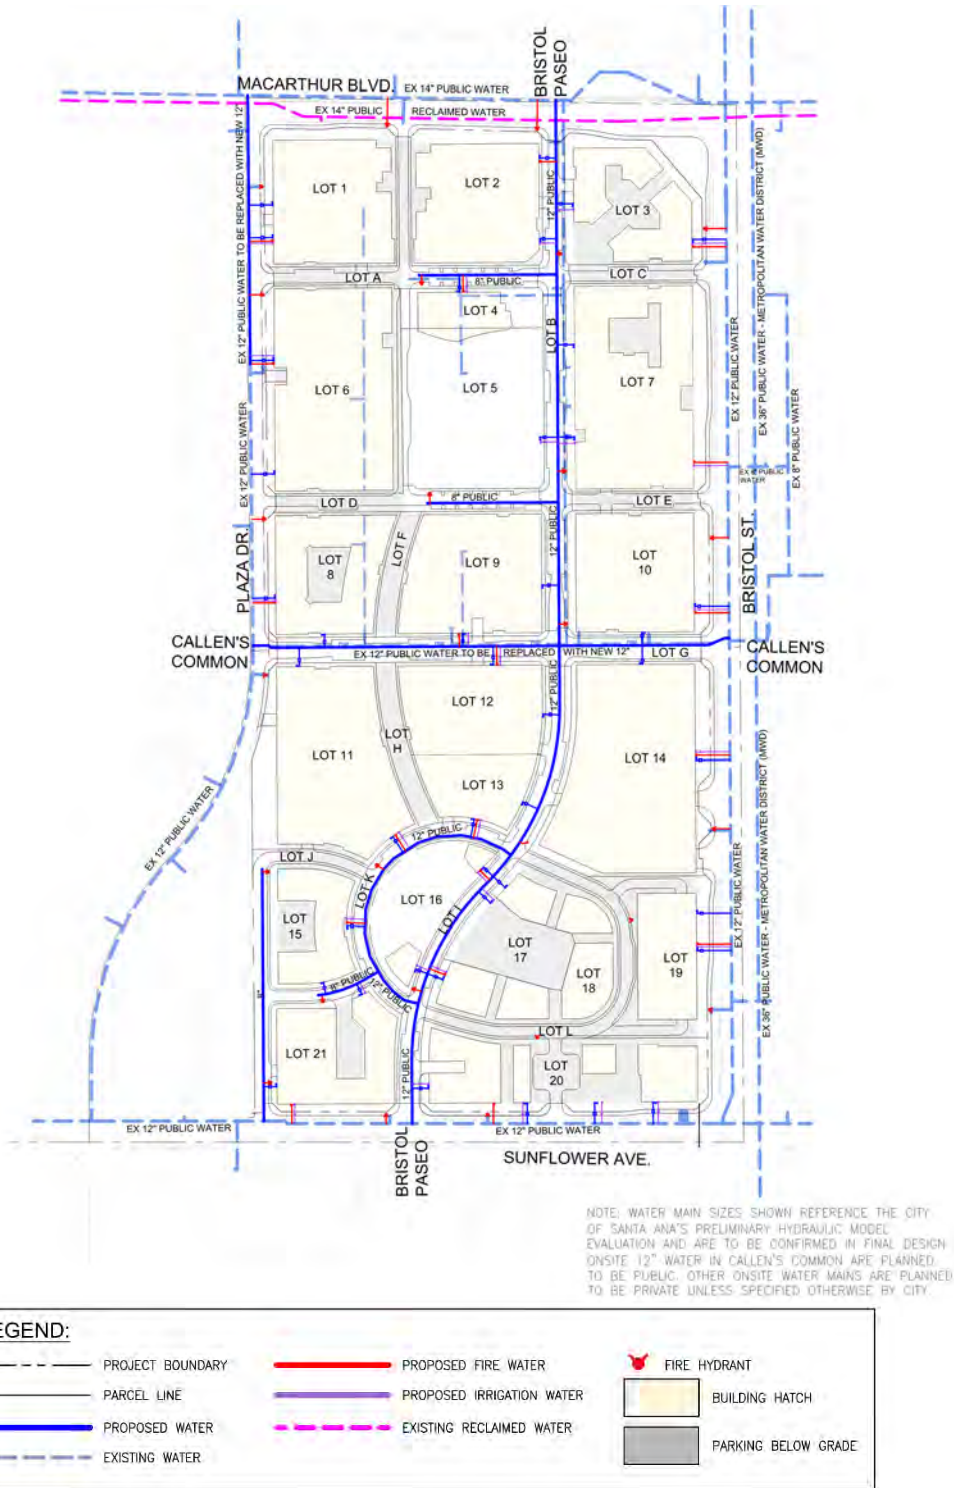 BRISTOL
PASEO
MACARTHUR BLVD.
EX 14" PUBLIC WATER
EX 14" PUBLIC
RECLAIMED WATER
EX 12" PUBLIC WATER TO BE REPLACED WITH NEW 12"
LOT 1
LOT 2
12" PUBLIC
LOT 3
EX 36" PUBLIC WATER - METROPOLITAN WATER DISTRICT (MWD)
LOT A
8" PUBLIC
LOT C
LOT 4
LOT B
EX 12" PUBLIC WATER
LOT 6
LOT 5
LOT 7
EX 12" PUBLIC WATER
EX 8" PUBLIC WATER
PUBLIC
WATER
LOT D
8" PUBLIC
LOT E
PLAZA DR.
LOT
8
LOT F
LOT 9
12" PUBLIC
LOT
10
BRISTOL ST.
CALLEN'S
COMMON
EX 12" PUBLIC WATER TO BE
REPLACED
WITH NEW 12"
LOT G
CALLEN'S
COMMON
LOT 11
LOT
H
LOT 12
12" PUBLIC
LOT 13
LOT 14
EX 12" PUBLIC WATER
12" PUBLIC
EX 36" PUBLIC WATER - METROPOLITAN WATER DISTRICT (MWD)
LOT J
LOT K
LOT 16
LOT I
LOT
15
LOT
17
LOT
18
LOT
19
EX 12" PUBLIC WATER
8" PUBLIC
12" PUBLIC
LOT L
LOT 21
12" PUBLIC
LOT
20
EX 12" PUBLIC WATER
EX 12" PUBLIC WATER
BRISTOL
PASEO
SUNFLOWER AVE.
NOTE: WATER MAIN SIZES SHOWN REFERENCE THE CITY
OF SANTA ANA'S PRELIMINARY HYDRAULIC MODEL
EVALUATION AND ARE TO BE CONFIRMED IN FINAL DESIGN
ONSITE 12" WATER IN CALLEN'S COMMON ARE PLANNED
TO BE PUBLIC. OTHER ONSITE WATER MAINS ARE PLANNED
TO BE PRIVATE UNLESS SPECIFIED OTHERWISE BY CITY
EGEND:
PROJECT BOUNDARY
PARCEL LINE
PROPOSED WATER
EXISTING WATER
PROPOSED FIRE WATER
PROPOSED IRRIGATION WATER
EXISTING RECLAIMED WATER
FIRE HYDRANT
BUILDING HATCH
PARKING BELOW GRADE